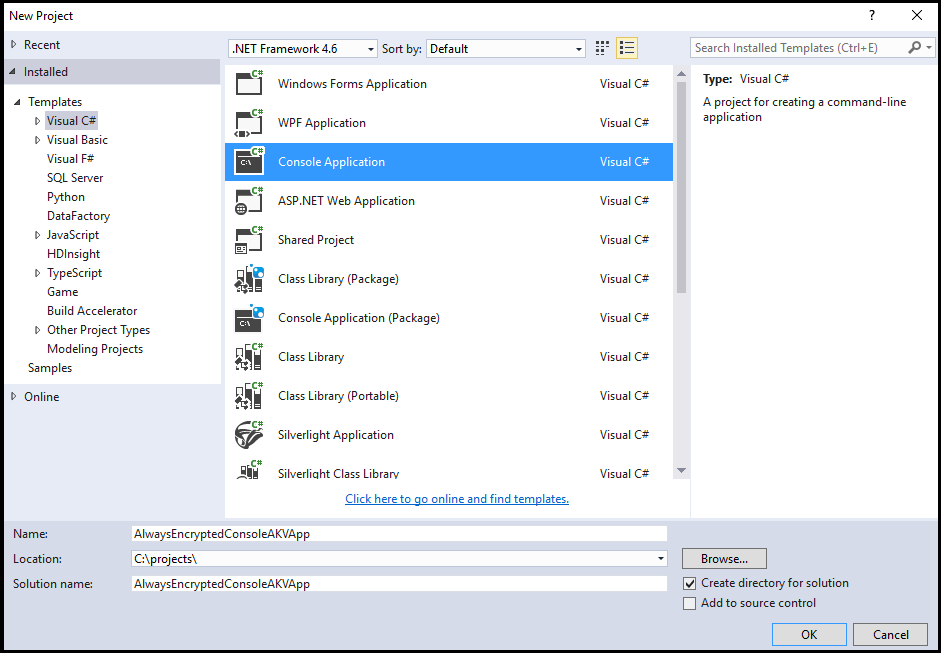 New Project
Recent
.NET Framework 4.6 Sort by: Default Search Installed Templates (Ctrl+E)
Installed
Templates
Visual C#
Visual Basic
Visual F#
SQL Server
Python
DataFactory
JavaScript
HDInsight
TypeScript
Game
Build Accelerator
Other Project Types
Modeling Projects
Samples
Online
Windows Forms Application Visual C#
WPF Application Visual C#
Console Application Visual C#
ASP.NET Web Application Visual C#
Shared Project Visual C#
Class Library (Package) Visual C#
Console Application (Package) Visual C#
Class Library Visual C#
Class Library (Portable) Visual C#
Silverlight Application Visual C#
Silverlight Class Library Visual C#
Click here to go online and find templates.
Type: Visual C#
A project for creating a command-line
application
Name: AlwaysEncryptedConsoleAKVApp
Location: C:\projects\ Browse...
Solution name: AlwaysEncryptedConsoleAKVApp
Create directory for solution
Add to source control
OK Cancel